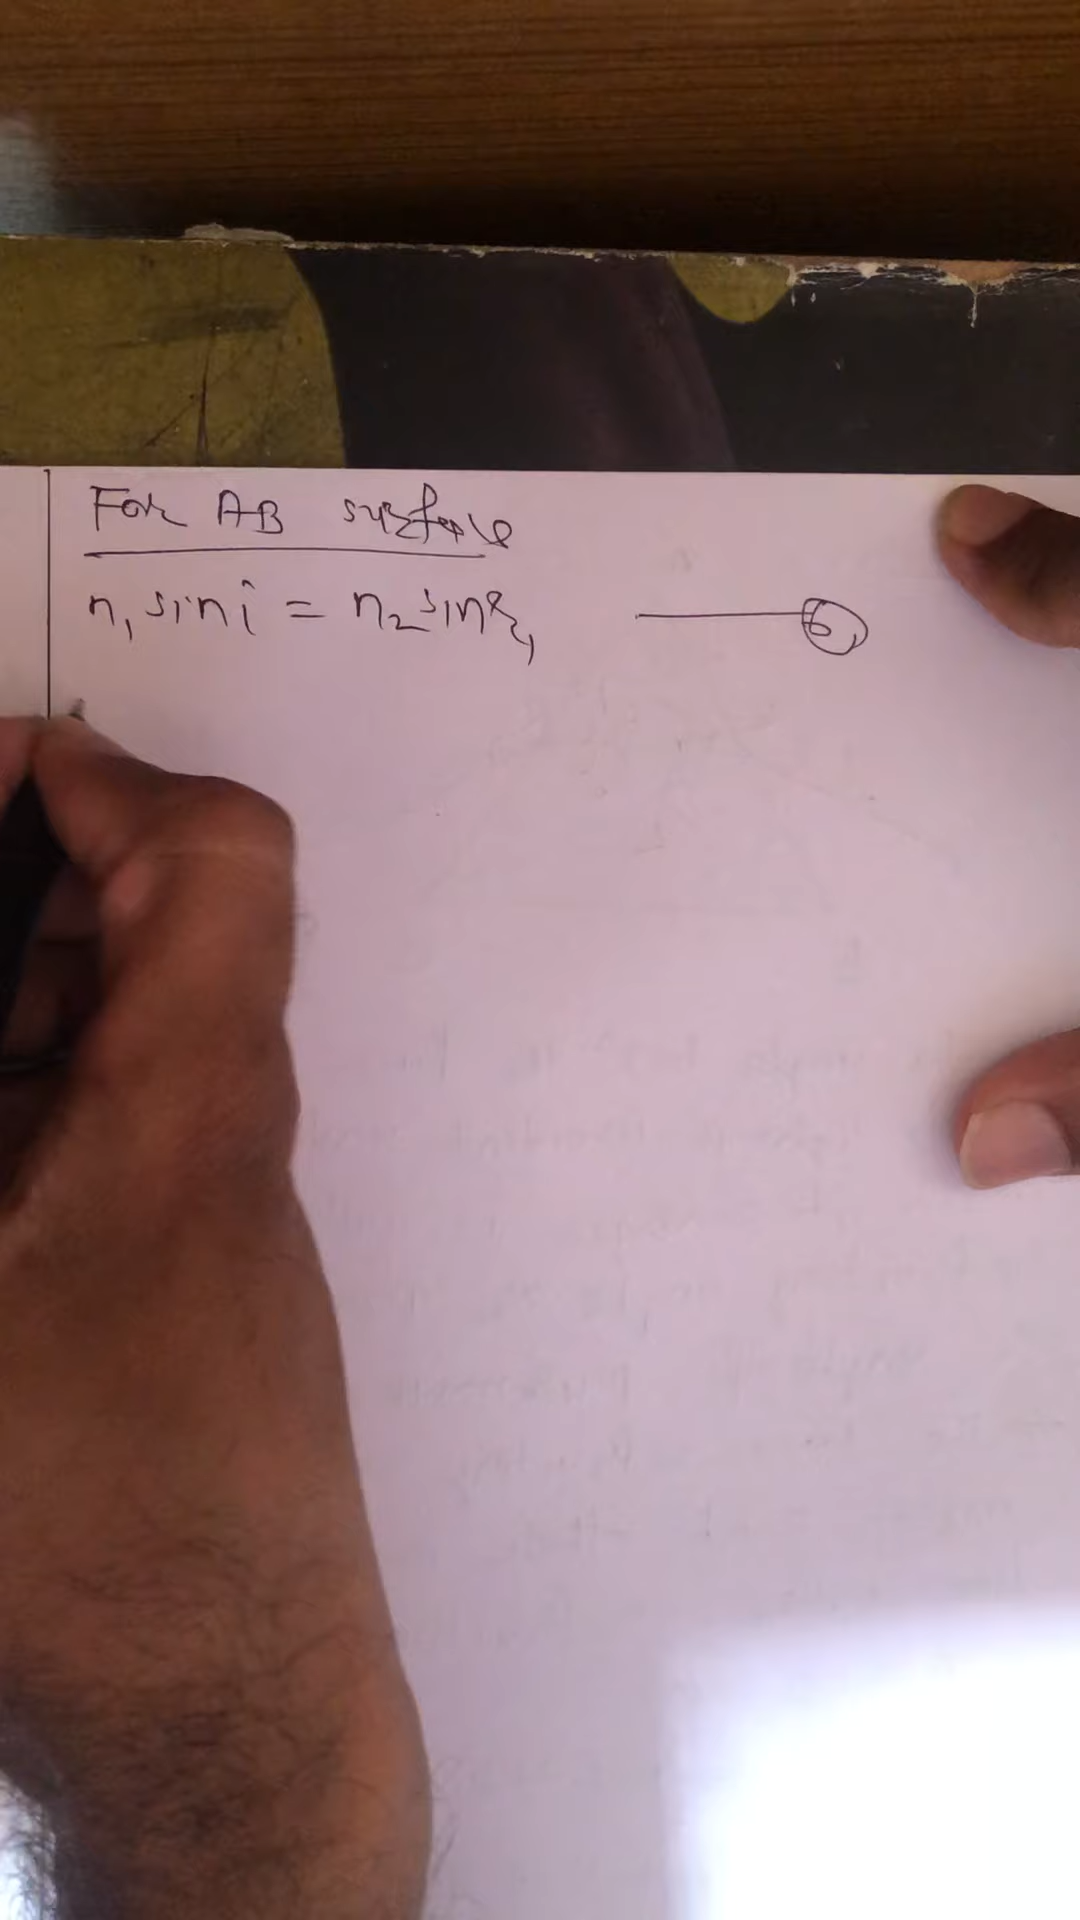 For AB surface
n₁ sin i = n₂ sin r₁ —— 6